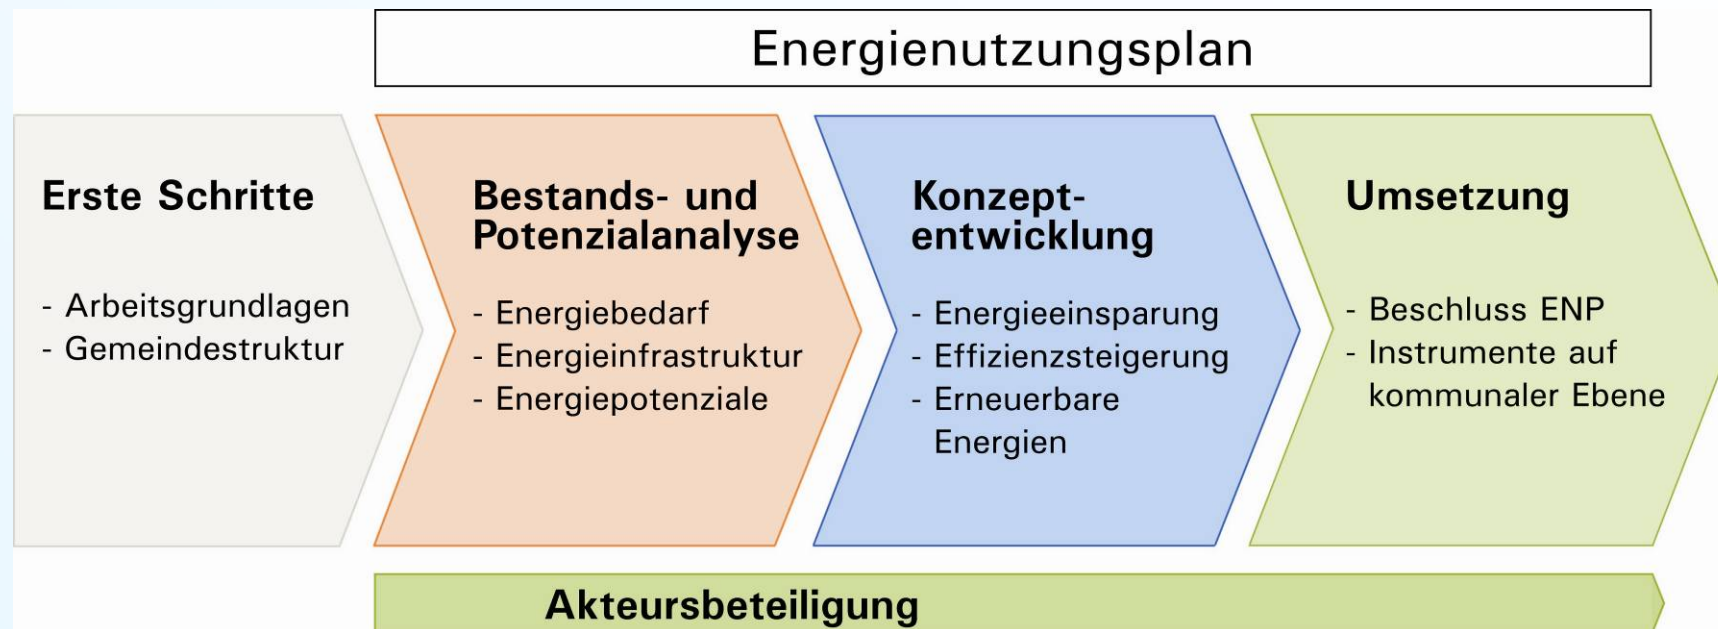 Energienutzungsplan
Erste Schritte
- Arbeitsgrundlagen
- Gemeindestruktur
Bestands- und
Potenzialanalyse
- Energiebedarf
- Energieinfrastruktur
- Energiepotenziale
Konzept-
entwicklung
- Energieeinsparung
- Effizienzsteigerung
- Erneuerbare
Energien
Umsetzung
- Beschluss ENP
- Instrumente auf
kommunaler Ebene
Akteursbeteiligung